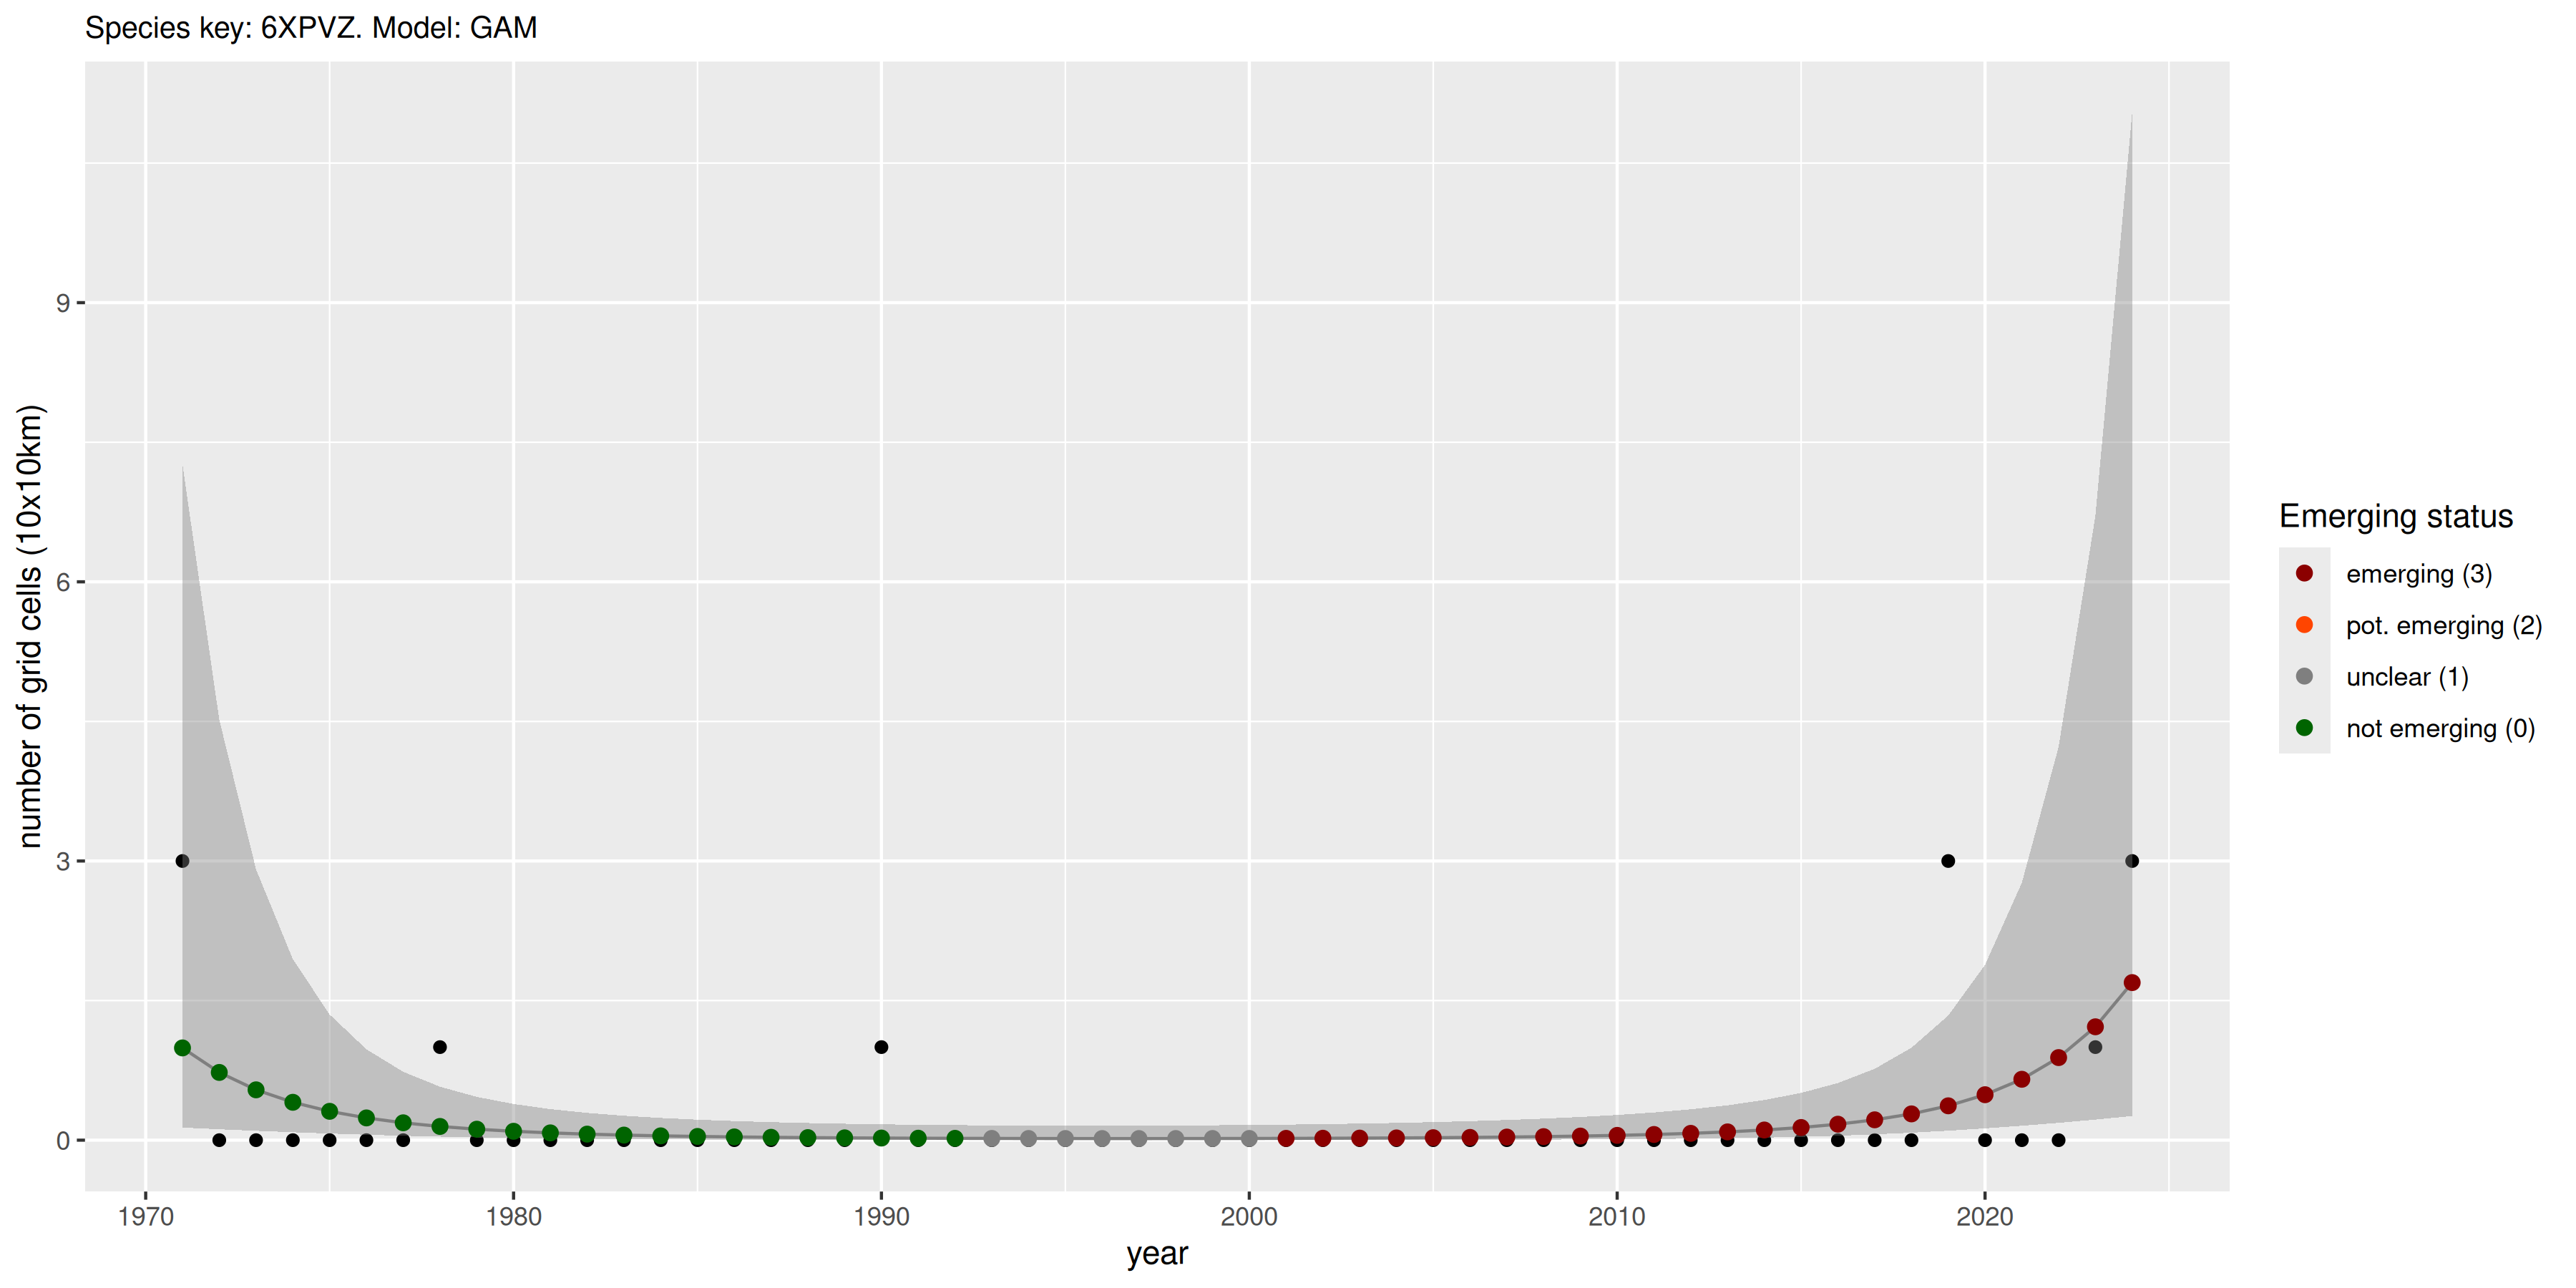 Species key: 6XPVZ. Model: GAM
number of grid cells (10x10km)
9
6
3
0
1970 1980 1990 2000 2010 2020
year
Emerging status
emerging (3)
pot. emerging (2)
unclear (1)
not emerging (0)